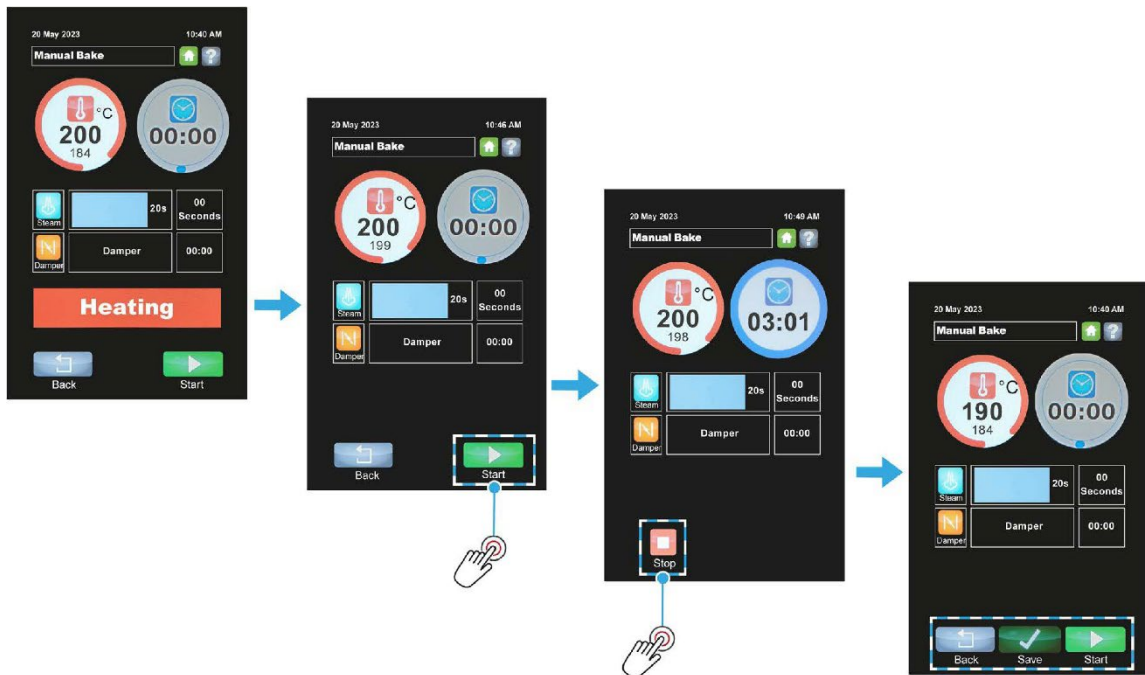 20 May 2023 10:40 AM
Manual Bake ?
°C
200 00:00
184
20s 00 Seconds
Steam
Damper 00:00
Damper
Heating
Back Start
20 May 2023 10:46 AM
Manual Bake ?
°C
200 00:00
199
20s 00 Seconds
Steam
Damper 00:00
Damper
Back Start
20 May 2023 10:49 AM
Manual Bake ?
°C
200 03:01
198
20s 00 Seconds
Steam
Damper 00:00
Damper
Stop
20 May 2023 10:40 AM
Manual Bake ?
°C
190 00:00
184
20s 00 Seconds
Steam
Damper 00:00
Damper
Back Save Start